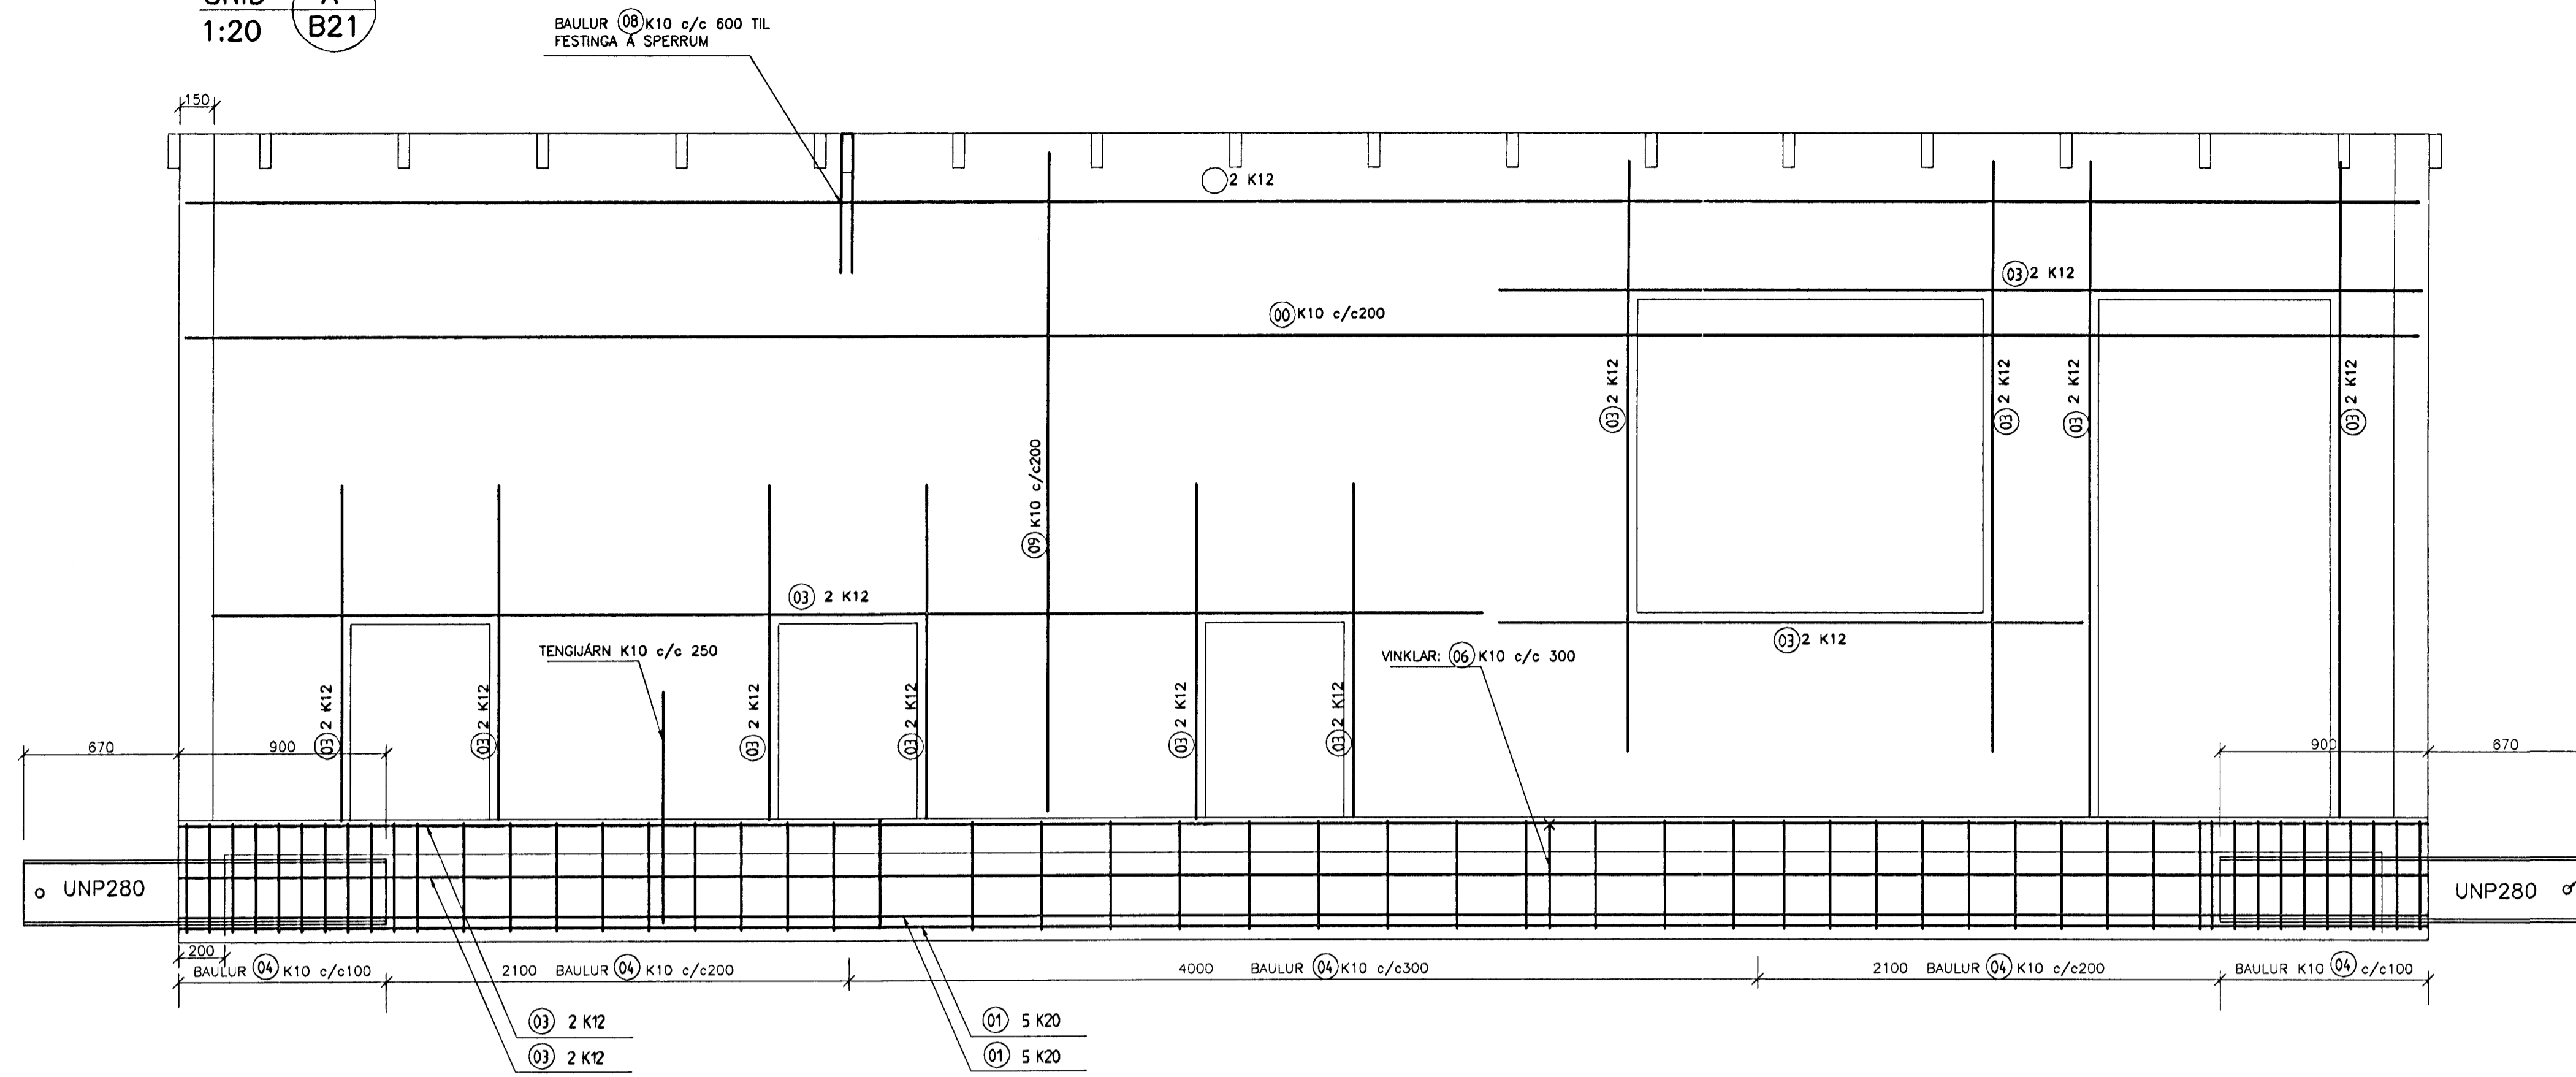 SNIÐ A
1:20 B21
BAULUR 08 K10 c/c 600 TIL
FESTINGA Á SPERRUM
150
2 K12
03 2 K12
00 K10 c/c200
03 2 K12
03 2 K12
03 2 K12
03 2 K12
09 K10 c/c200
03 2 K12
TENGIJÁRN K10 c/c 250
VINKLAR: 06 K10 c/c 300
03 2 K12
03 2 K12
03 2 K12
03 2 K12
03 2 K12
03 2 K12
03 2 K12
670
900
900
670
UNP280
UNP280
200
BAULUR 04 K10 c/c100
2100 BAULUR 04 K10 c/c200
4000 BAULUR 04 K10 c/c300
2100 BAULUR 04 K10 c/c200
BAULUR K10 04 c/c100
03 2 K12
03 2 K12
01 5 K20
01 5 K20